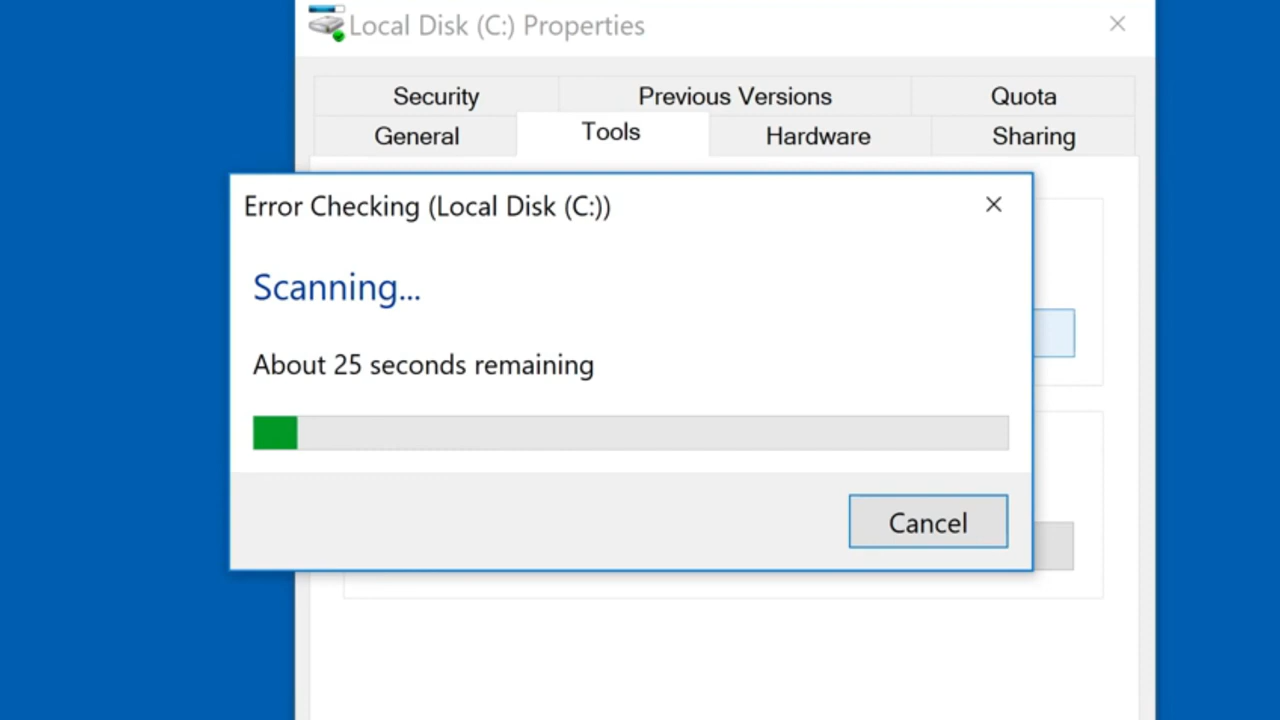 Local Disk (C:) Properties
Security Previous Versions Quota
General Tools Hardware Sharing
Error Checking (Local Disk (C:))
Scanning...
About 25 seconds remaining
Cancel